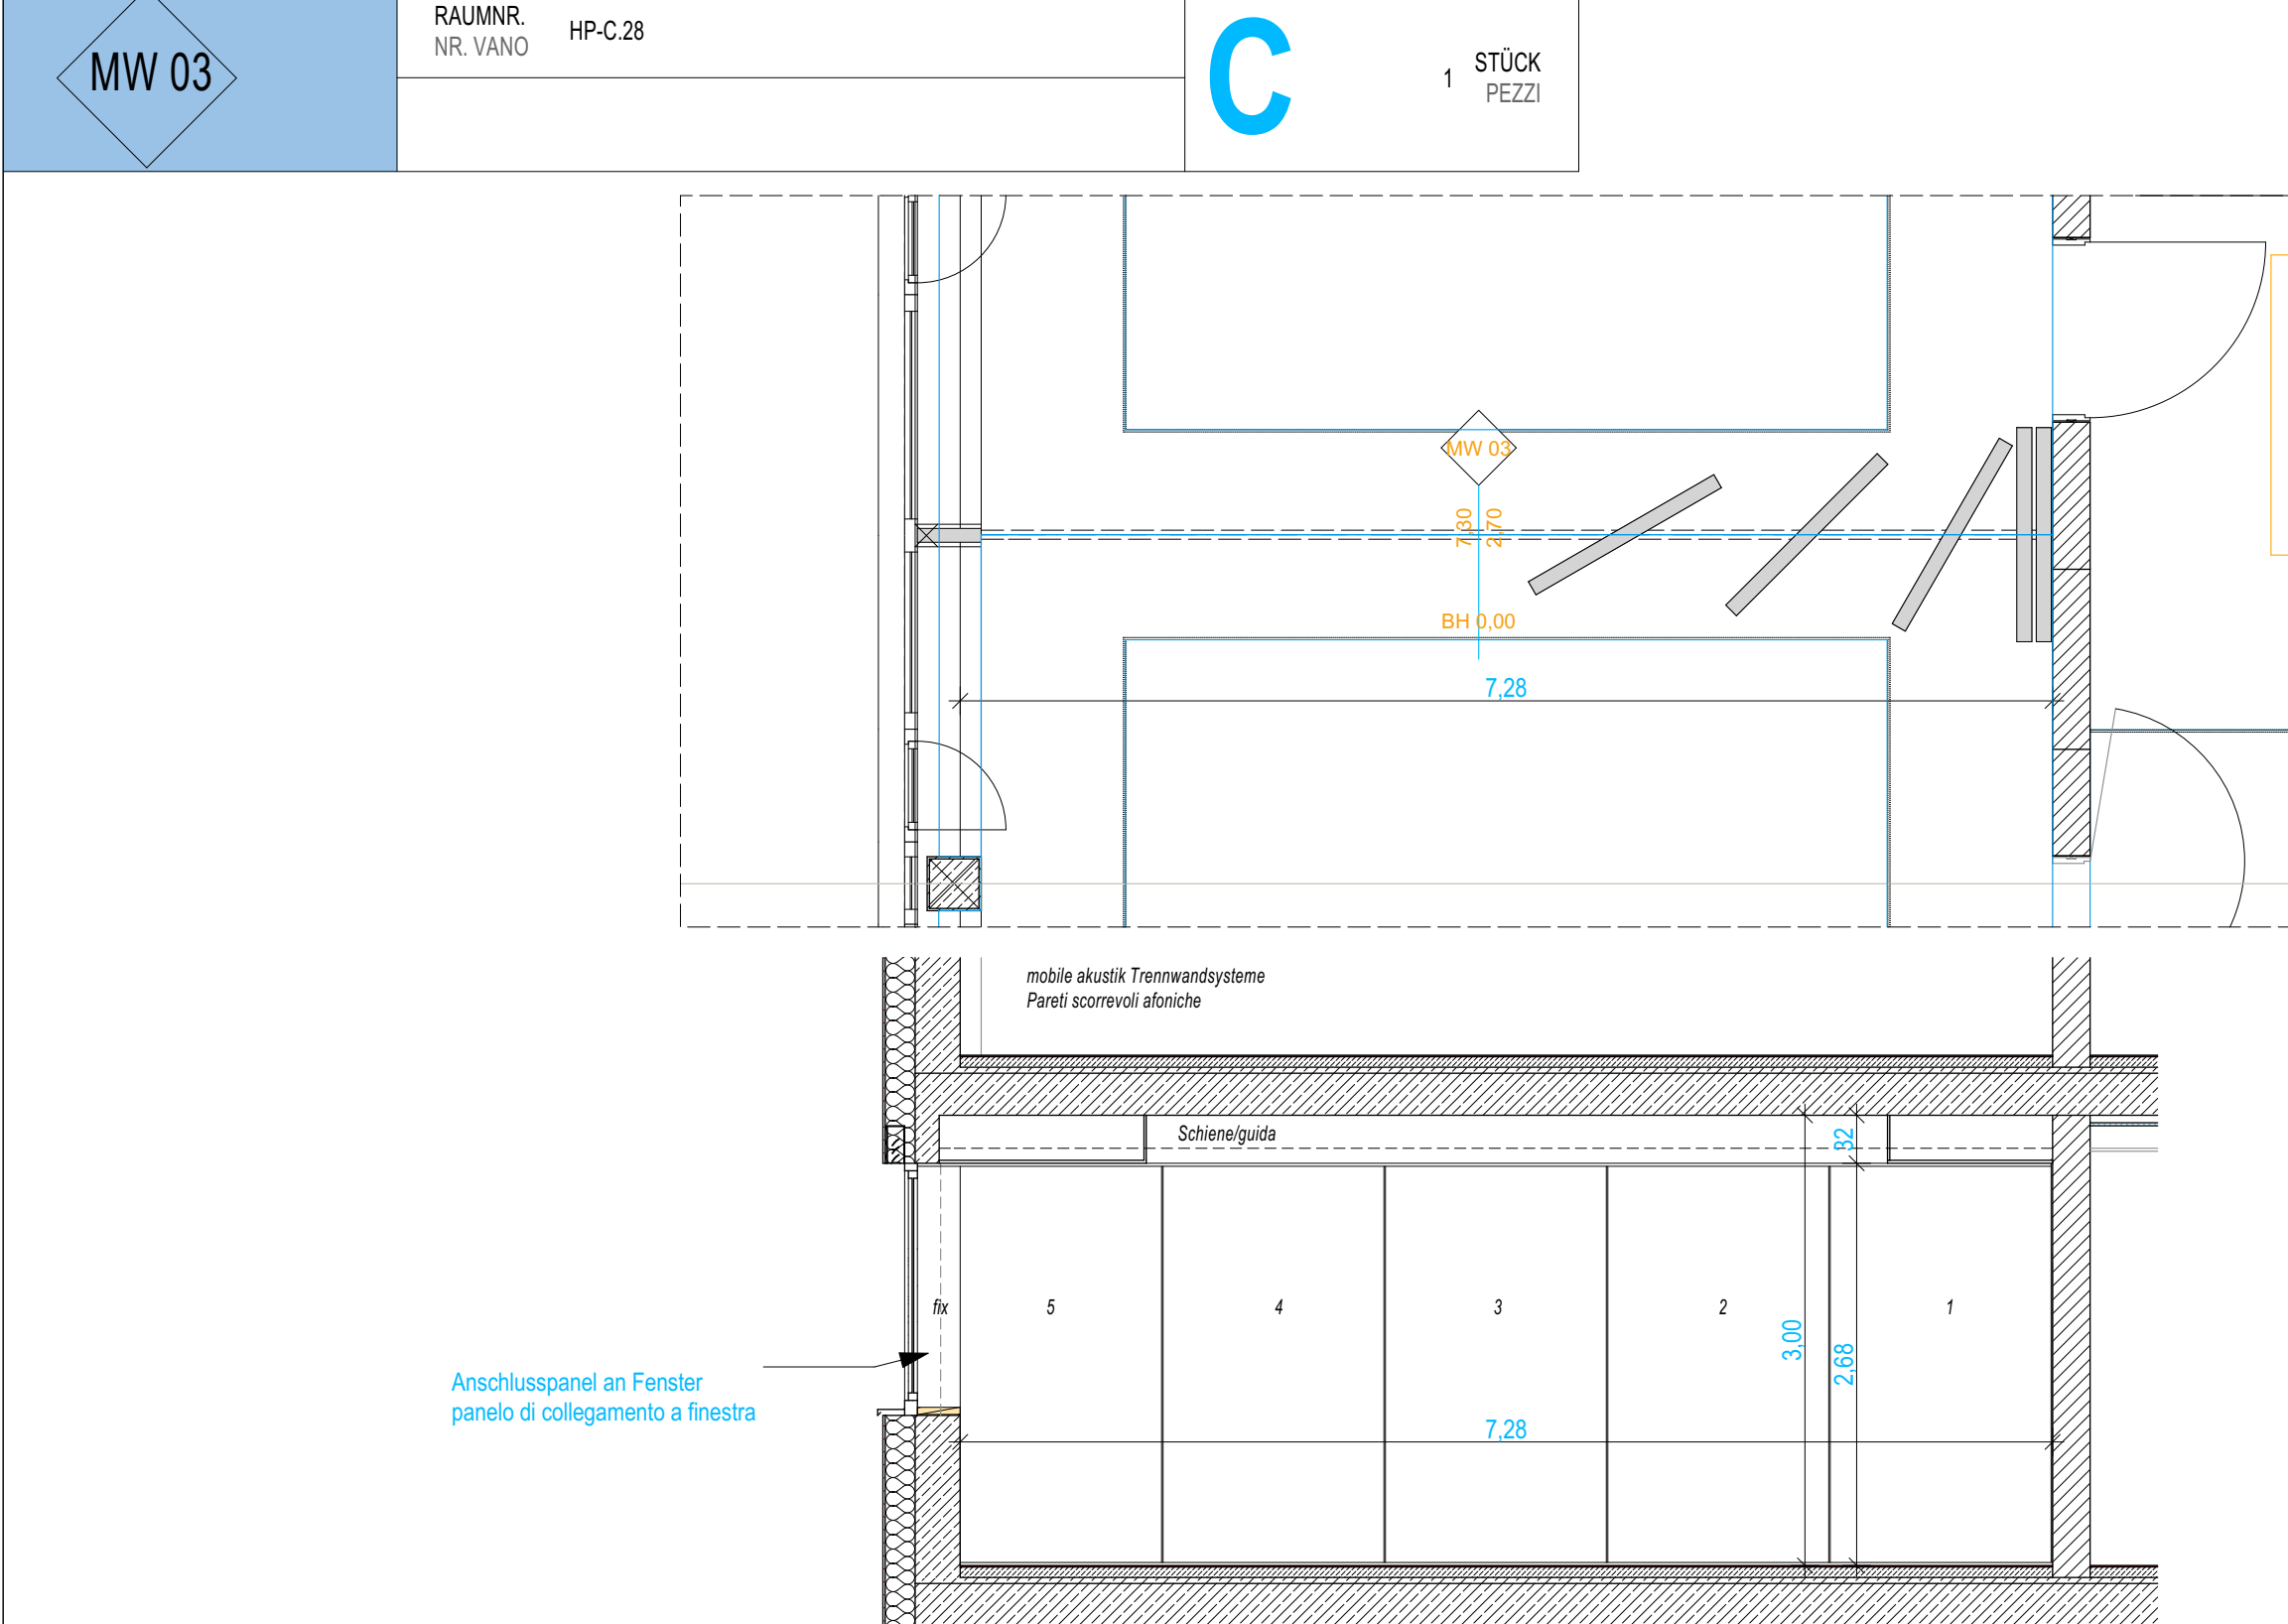 MW 03
RAUMNR.
NR. VANO
HP-C.28
C
1
STÜCK
PEZZI
MW 03
7,30
2,70
BH 0,00
7,28
mobile akustik Trennwandsysteme
Pareti scorrevoli afoniche
Schiene/guida
32
fix
5
4
3
2
1
3,00
2,68
Anschlusspanel an Fenster
panelo di collegamento a finestra
7,28